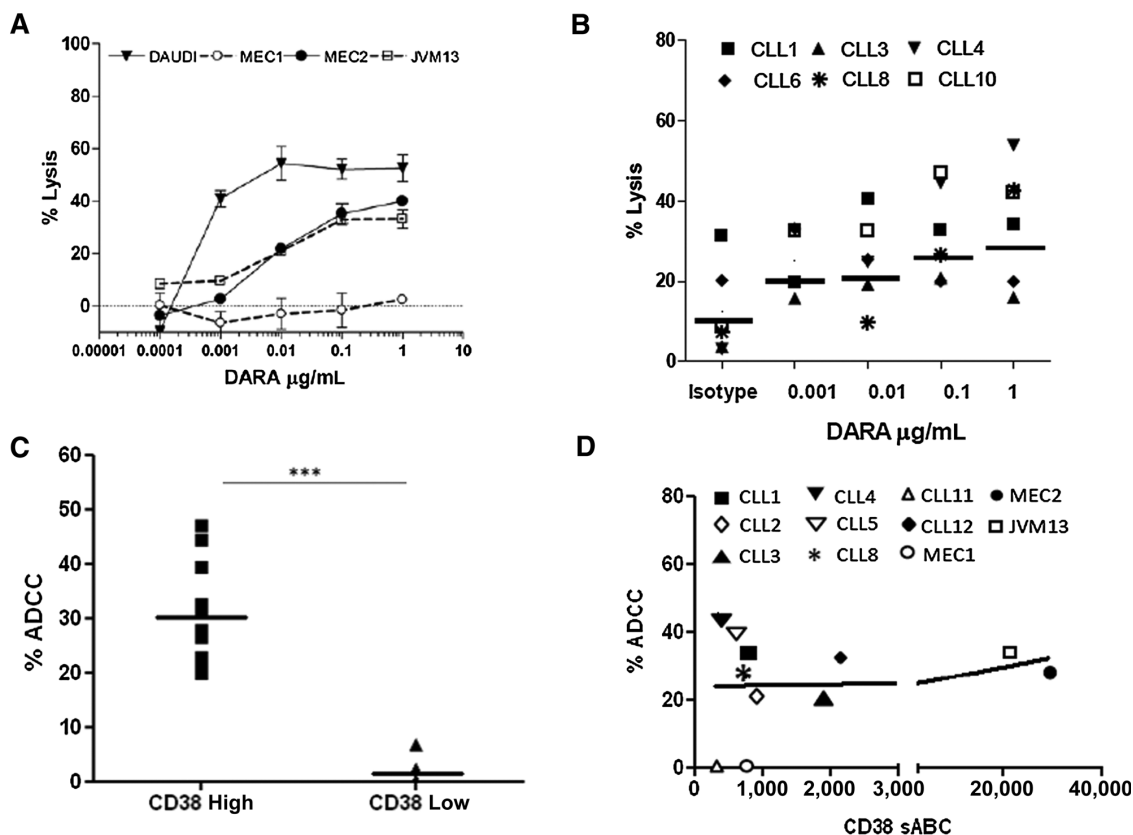 A
100
80
60
40
20
0
% Lysis
DAUDI MEC1 MEC2 JVM13
0.00001 0.0001 0.001 0.01 0.1 1 10
DARA µg/mL
B
80
60
40
20
0
% Lysis
CLL1 CLL3 CLL4
CLL6 CLL8 CLL10
Isotype 0.001 0.01 0.1 1
DARA µg/mL
C
60
50
40
30
20
10
0
% ADCC
***
CD38 High CD38 Low
D
80
60
40
20
0
% ADCC
CLL1 CLL4 CLL11 MEC2
CLL2 CLL5 CLL12 JVM13
CLL3 CLL8 MEC1
0 1,000 2,000 3,000 20,000 40,000
CD38 sABC